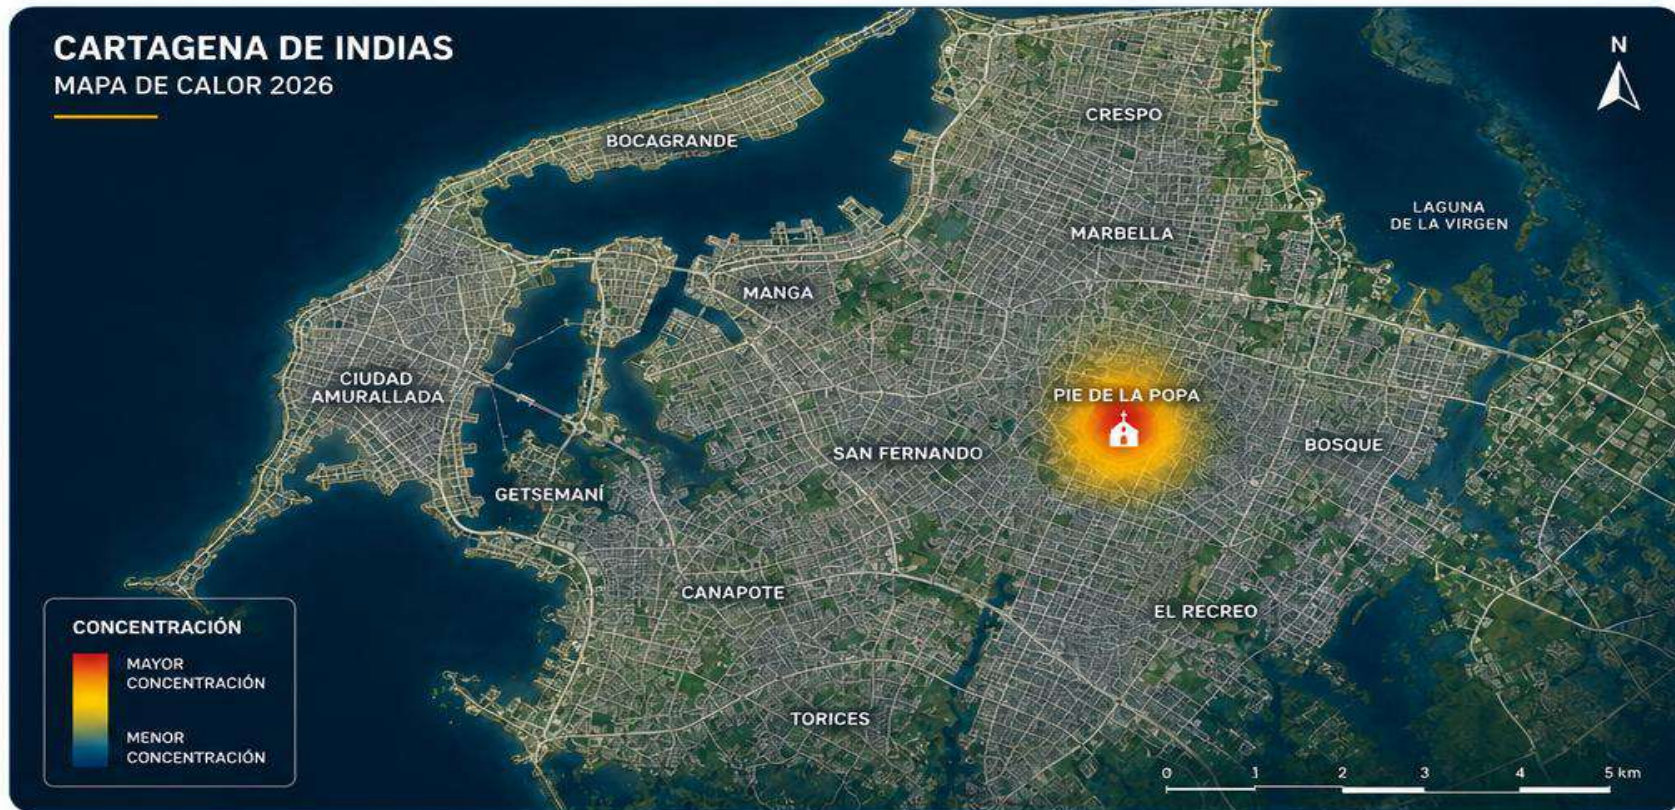 CARTAGENA DE INDIAS
MAPA DE CALOR 2026
N
CRESPO
BOCAGRANDE
LAGUNA
DE LA VIRGEN
MARBELLA
MANGA
CIUDAD
AMURALLADA
PIE DE LA POPA
BOSQUE
SAN FERNANDO
GETSEMANÍ
CANAPOTE
EL RECREO
TORICES
CONCENTRACIÓN
MAYOR
CONCENTRACIÓN
MENOR
CONCENTRACIÓN
0 1 2 3 4 5 km